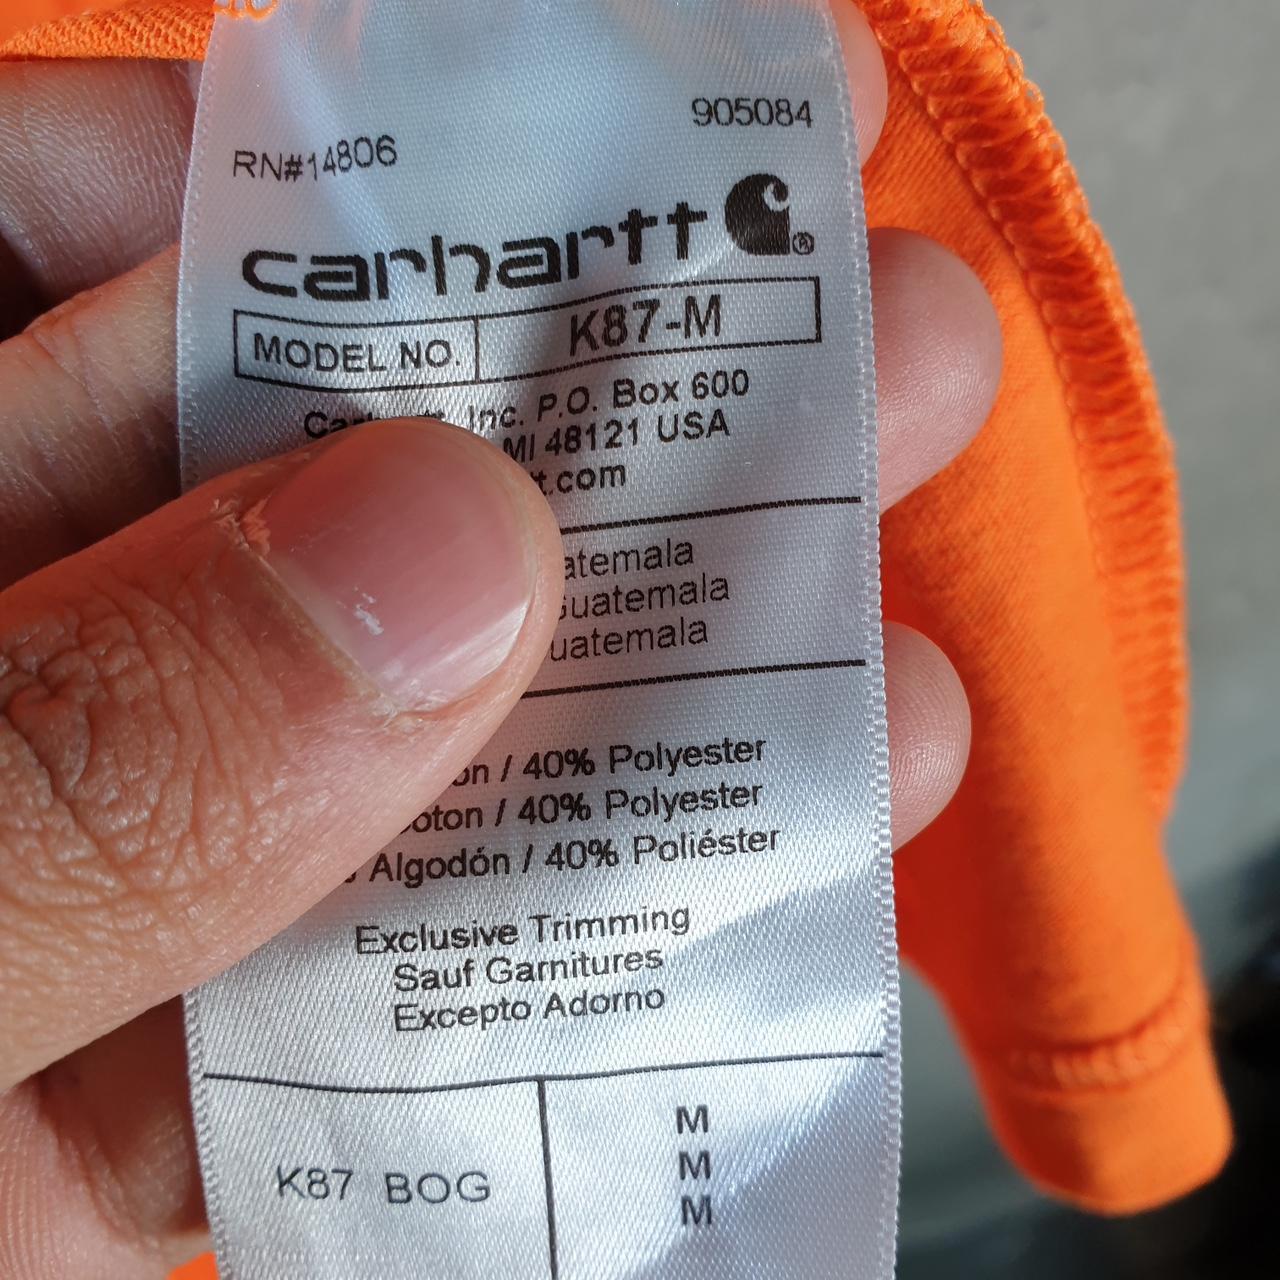 905084
RN#14806
carhartt ®
MODEL NO. K87-M
Inc. P.O. Box 600
MI 48121 USA
.com
atemala
Guatemala
uatemala
on / 40% Polyester
oton / 40% Polyester
Algodón / 40% Poliéster
Exclusive Trimming
Sauf Garnitures
Excepto Adorno
K87 BOG
M
M
M